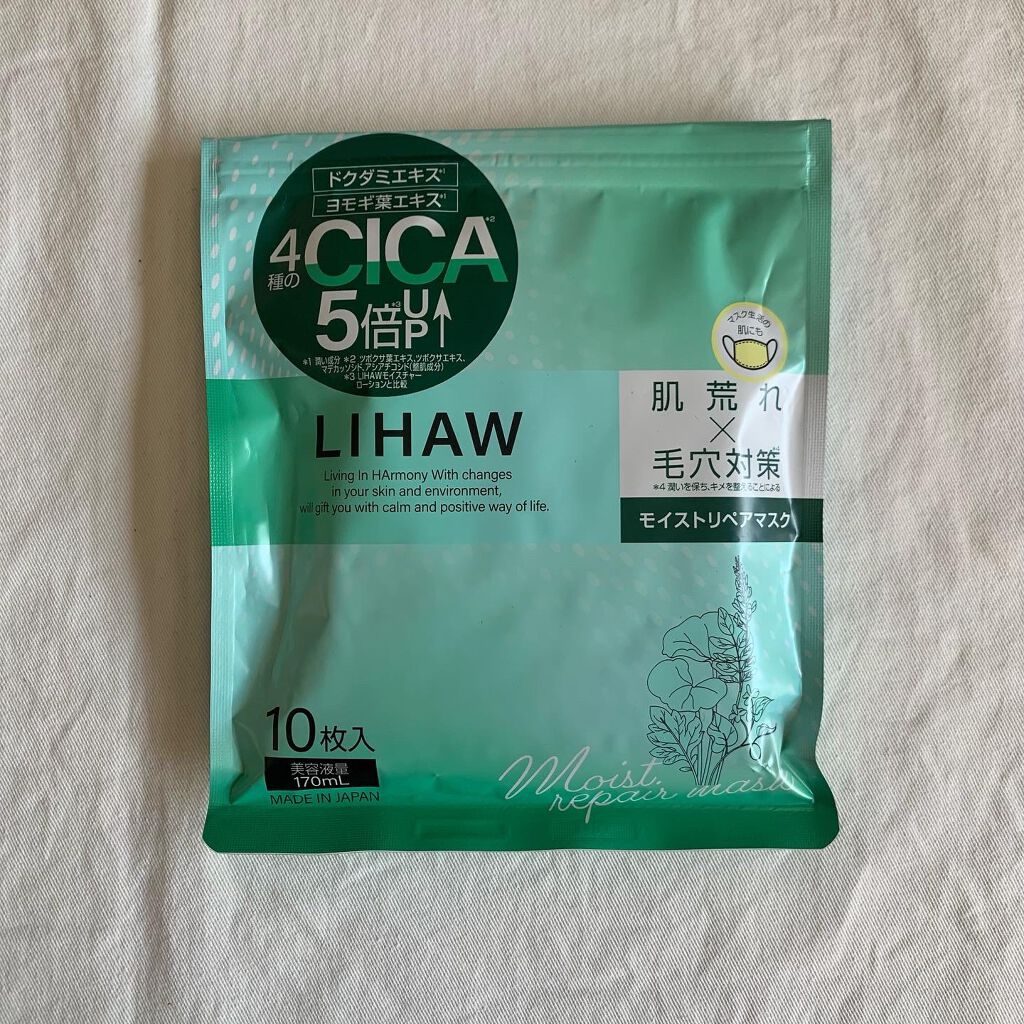 ドクダミエキス*1
ヨモギ葉エキス*1
4種のCICA*2
5倍*3UP↑
*1 潤い成分 *2 ツボクサ葉エキス、ツボクサエキス、
マデカッソシド、アシアチコシド(整肌成分)
*3 LIHAWモイスチャー
ローションと比較
マスク生活の
肌にも
LIHAW
Living In HArmony With changes
in your skin and environment,
will gift you with calm and positive way of life.
肌荒れ
×
毛穴対策*4
*4 潤いを保ち、キメを整えることによる
モイストリペアマスク
10枚入
美容液量
170mL
MADE IN JAPAN
Moist
repair mask